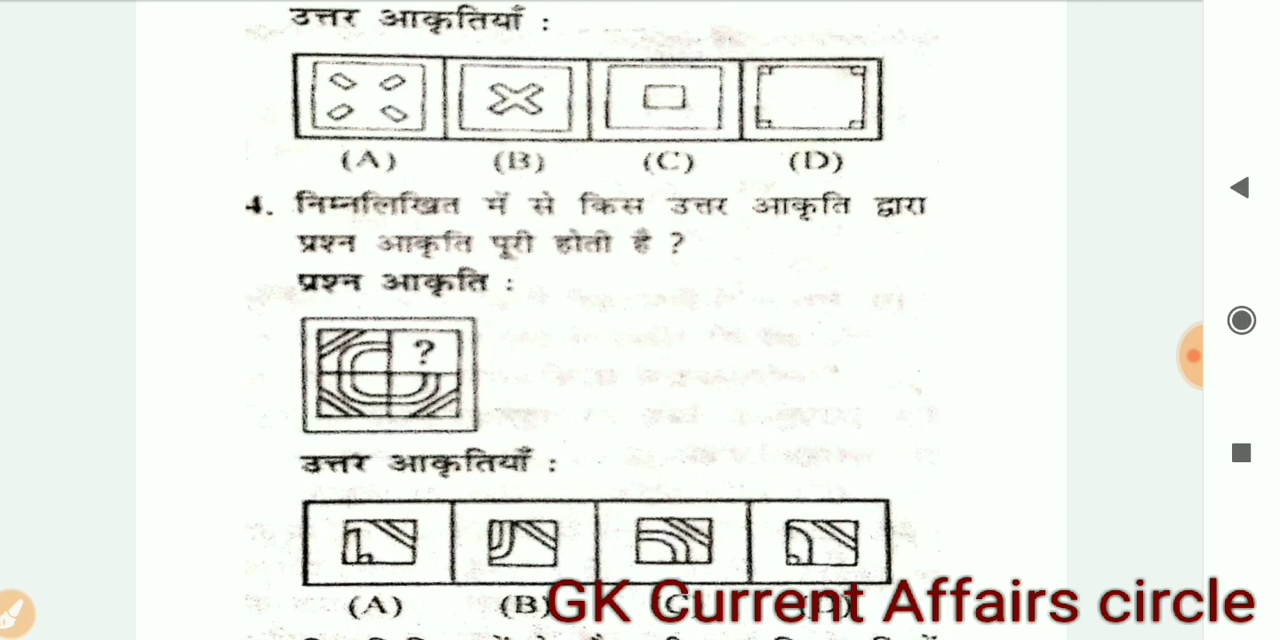 उत्तर आकृतियाँ :
(A) (B) (C) (D)
4. निम्नलिखित में से किस उत्तर आकृति द्वारा
प्रश्न आकृति पूरी होती है ?
प्रश्न आकृति :
?
उत्तर आकृतियाँ :
(A) (B) (C) (D)
GK Current Affairs circle